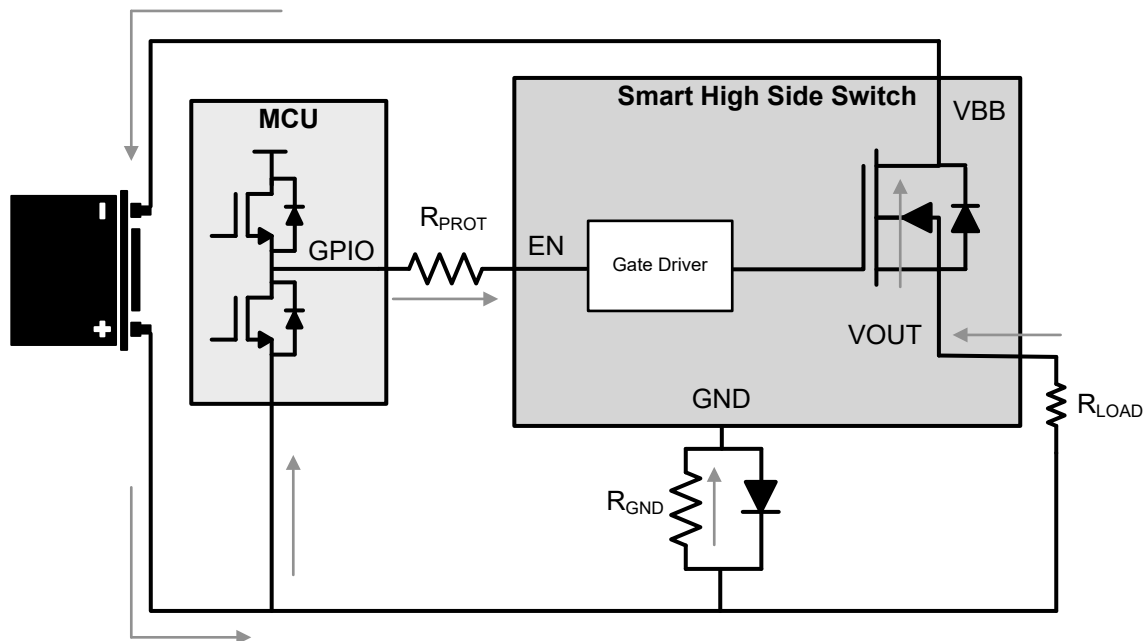 Smart High Side Switch
MCU
VBB
-
RPROT
GPIO
EN
Gate Driver
+
VOUT
GND
RLOAD
RGND